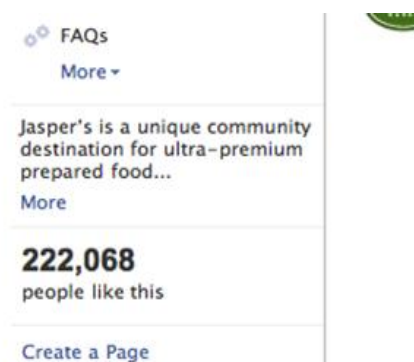 FAQs
More
Jasper's is a unique community
destination for ultra-premium
prepared food...
More
222,068
people like this
Create a Page